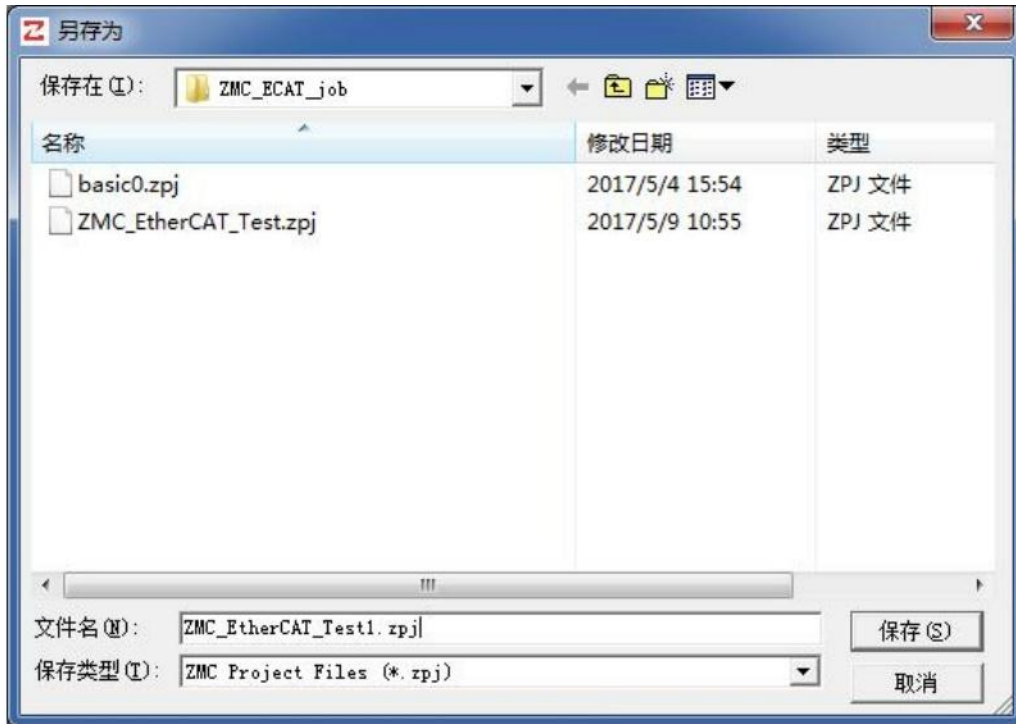 另存为
保存在(I): ZMC_ECAT_job
名称 修改日期 类型
basic0.zpj 2017/5/4 15:54 ZPJ 文件
ZMC_EtherCAT_Test.zpj 2017/5/9 10:55 ZPJ 文件
文件名(N): ZMC_EtherCAT_Test1.zpj 保存(S)
保存类型(T): ZMC Project Files (*.zpj) 取消